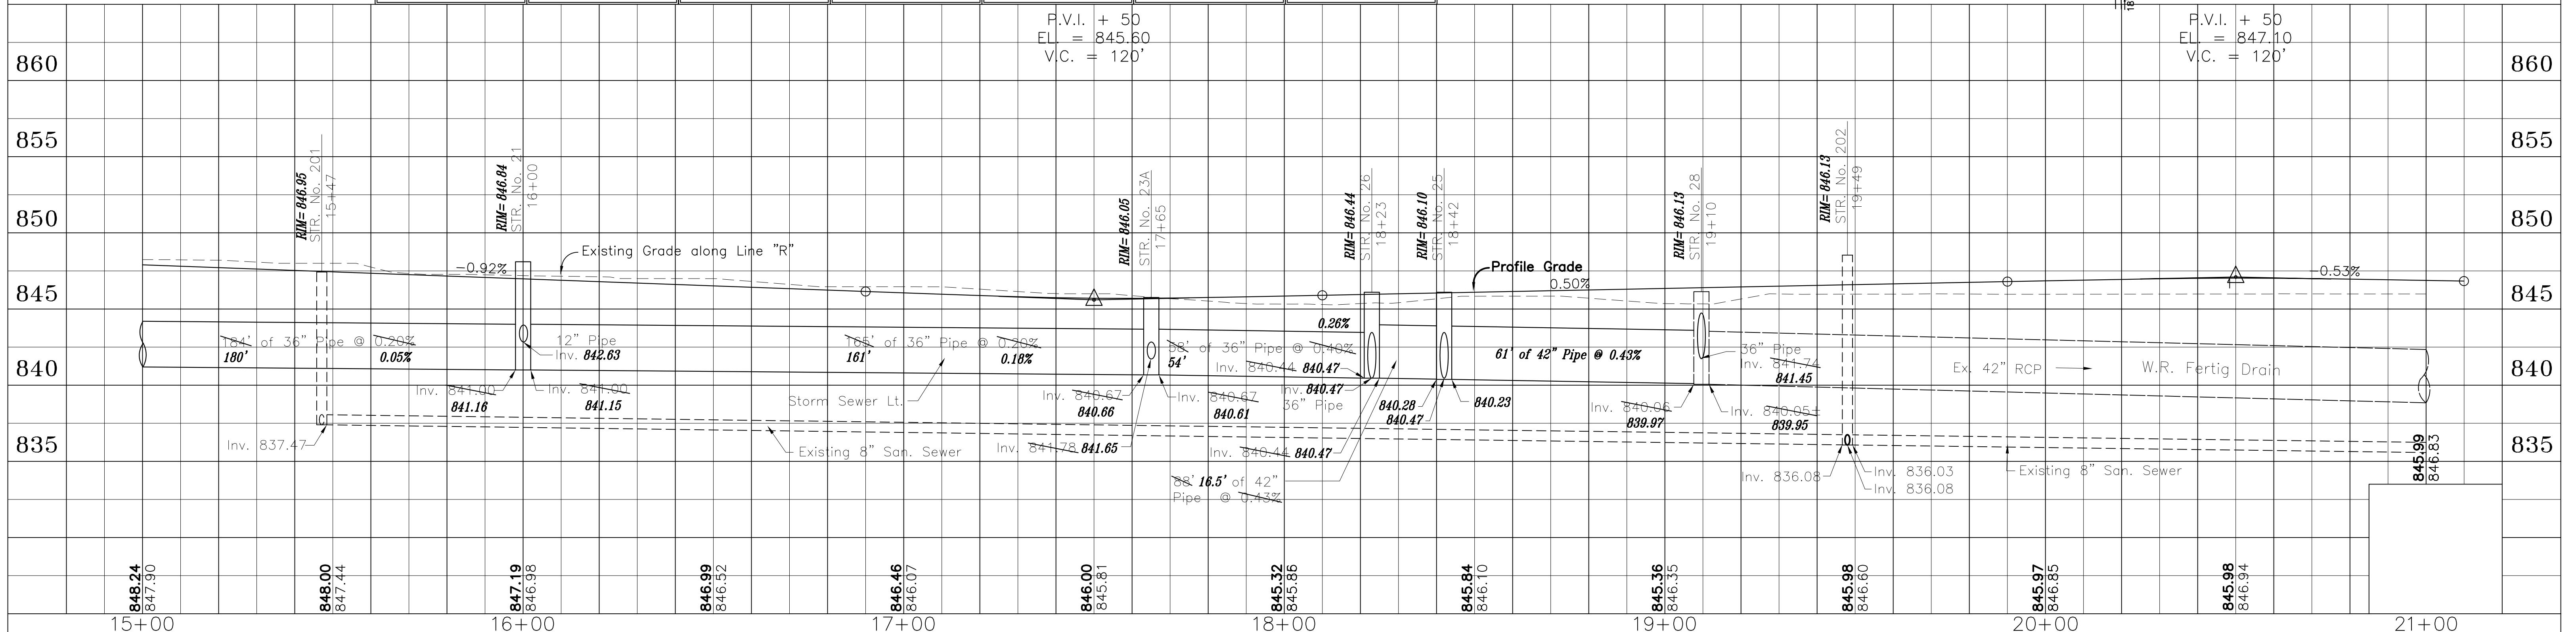 P.V.I. + 50
EL. = 845.60
V.C. = 120'
18
P.V.I. + 50
EL. = 847.10
V.C. = 120'
860
860
855
855
850
850
845
845
840
840
835
835
RIM= 846.95
STR. No. 201
15+47
RIM= 846.84
STR. No. 21
16+00
RIM= 846.05
STR. No. 23A
17+65
RIM= 846.44
STR. No. 26
18+23
RIM= 846.10
STR. No. 25
18+42
RIM= 846.13
STR. No. 28
19+10
RIM= 846.13
STR. No. 202
19+49
Existing Grade along Line "R"
-0.92%
Profile Grade
0.50%
-0.53%
184' of 36" Pipe @ 0.20%
180'
0.05%
12" Pipe
Inv. 842.63
165' of 36" Pipe @ 0.20%
161'
0.18%
0.26%
58' of 36" Pipe @ 0.40%
54'
Inv. 840.44 840.47
Inv. 840.47
36" Pipe
61' of 42" Pipe @ 0.43%
36" Pipe
Inv. 841.74
841.45
Ex. 42" RCP
W.R. Fertig Drain
Inv. 841.00
841.16
Inv. 841.00
841.15
Storm Sewer Lt.
Inv. 840.67
840.66
Inv. 840.67
840.61
840.28
840.47
840.23
Inv. 840.06
839.97
Inv. 840.05±
839.95
Inv. 837.47
Existing 8" San. Sewer
Inv. 841.78 841.65
Inv. 840.44 840.47
88' 16.5' of 42"
Pipe @ 0.43%
Inv. 836.08
Inv. 836.03
Inv. 836.08
Existing 8" San. Sewer
845.99
846.83
848.24
847.90
848.00
847.44
847.19
846.98
846.99
846.52
846.46
846.07
846.00
845.81
845.32
845.86
845.84
846.10
845.36
846.35
845.98
846.60
845.97
846.85
845.98
846.94
15+00
16+00
17+00
18+00
19+00
20+00
21+00